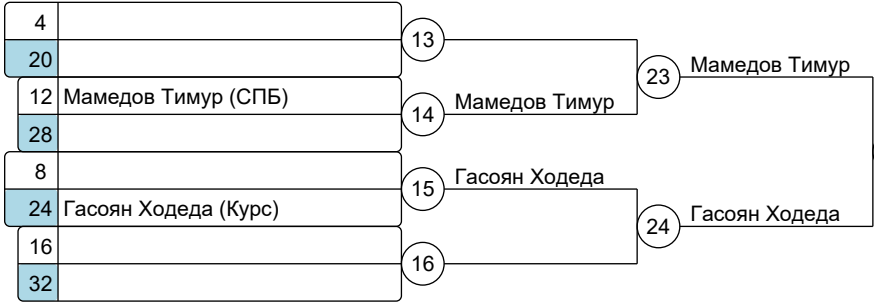 4
13
20
23 Мамедов Тимур
12 Мамедов Тимур (СПБ)
14 Мамедов Тимур
28
8
15 Гасоян Ходеда
24 Гасоян Ходеда (Курс)
24 Гасоян Ходеда
16
16
32